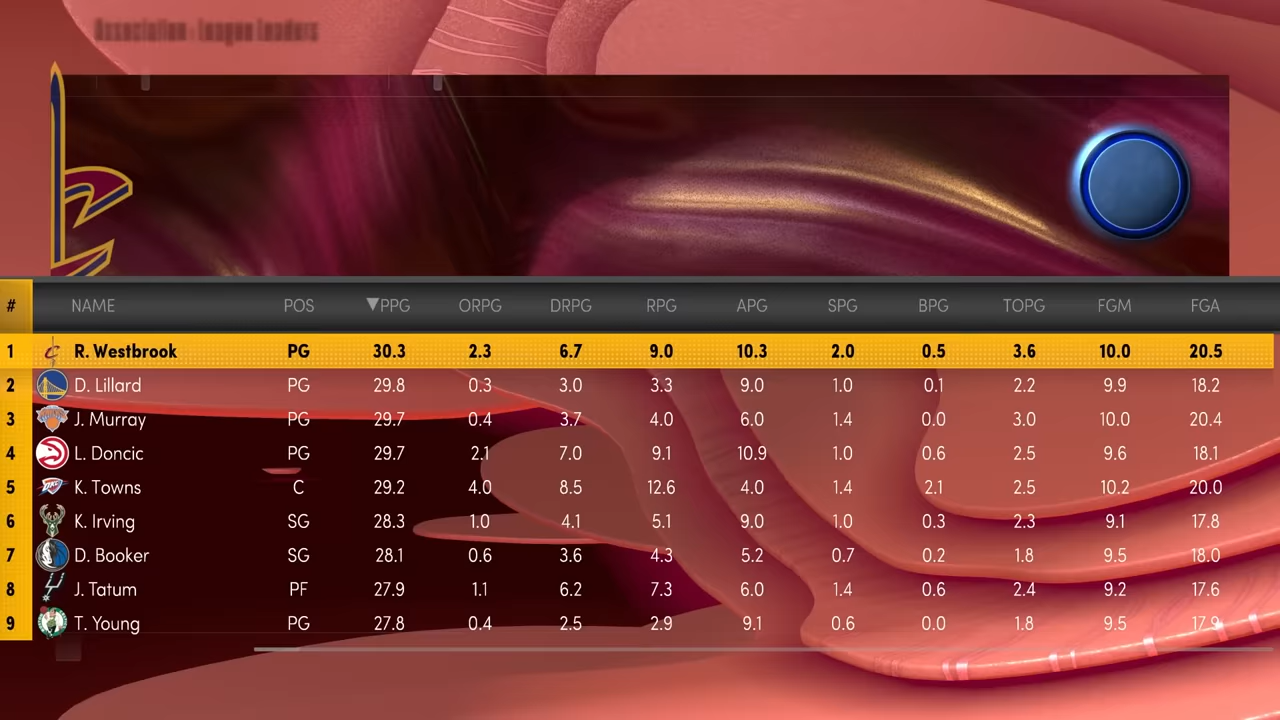 Association : League Leaders
# NAME POS ▼PPG ORPG DRPG RPG APG SPG BPG TOPG FGM FGA
1 R. Westbrook PG 30.3 2.3 6.7 9.0 10.3 2.0 0.5 3.6 10.0 20.5
2 D. Lillard PG 29.8 0.3 3.0 3.3 9.0 1.0 0.1 2.2 9.9 18.2
3 J. Murray PG 29.7 0.4 3.7 4.0 6.0 1.4 0.0 3.0 10.0 20.4
4 L. Doncic PG 29.7 2.1 7.0 9.1 10.9 1.0 0.6 2.5 9.6 18.1
5 K. Towns C 29.2 4.0 8.5 12.6 4.0 1.4 2.1 2.5 10.2 20.0
6 K. Irving SG 28.3 1.0 4.1 5.1 9.0 1.0 0.3 2.3 9.1 17.8
7 D. Booker SG 28.1 0.6 3.6 4.3 5.2 0.7 0.2 1.8 9.5 18.0
8 J. Tatum PF 27.9 1.1 6.2 7.3 6.0 1.4 0.6 2.4 9.2 17.6
9 T. Young PG 27.8 0.4 2.5 2.9 9.1 0.6 0.0 1.8 9.5 17.9